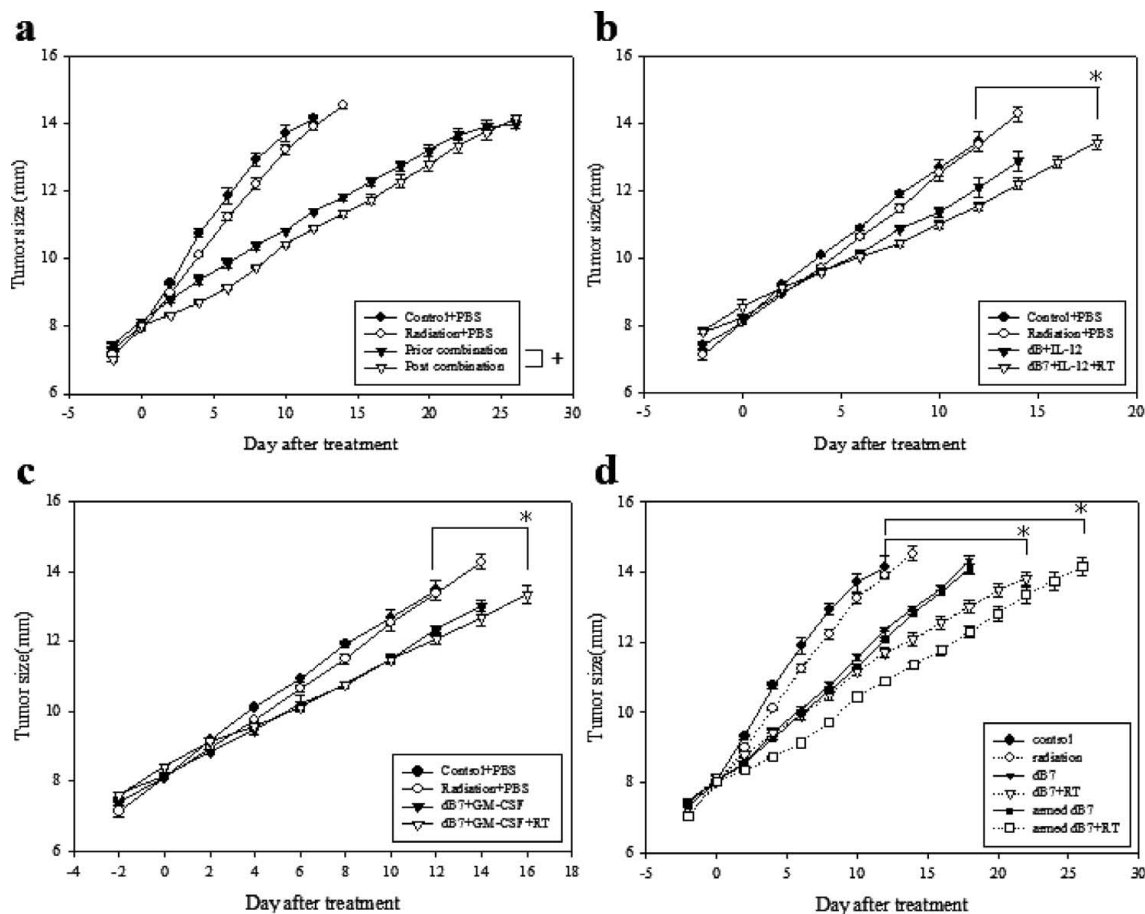 a
16
14
12
10
8
6
Tumor size(mm)
Control+PBS
Radiation+PBS
Prior combination
Post combination
+
-5 0 5 10 15 20 25 30
Day after treatment
b
16
14
12
10
8
6
Tumor size(mm)
*
Control+PBS
Radiation+PBS
dB+IL-12
dB7+IL-12+RT
-5 0 5 10 15 20
Day after treatment
c
16
14
12
10
8
6
Tumor size(mm)
*
Control+PBS
Radiation+PBS
dB7+GM-CSF
dB7+GM-CSF+RT
-4 -2 0 2 4 6 8 10 12 14 16 18
Day after treatment
d
16
14
12
10
8
6
Tumor size(mm)
*
*
control
radiation
dB7
dB7+RT
aemed dB7
aemed dB7+RT
-5 0 5 10 15 20 25 30
Day after treatment